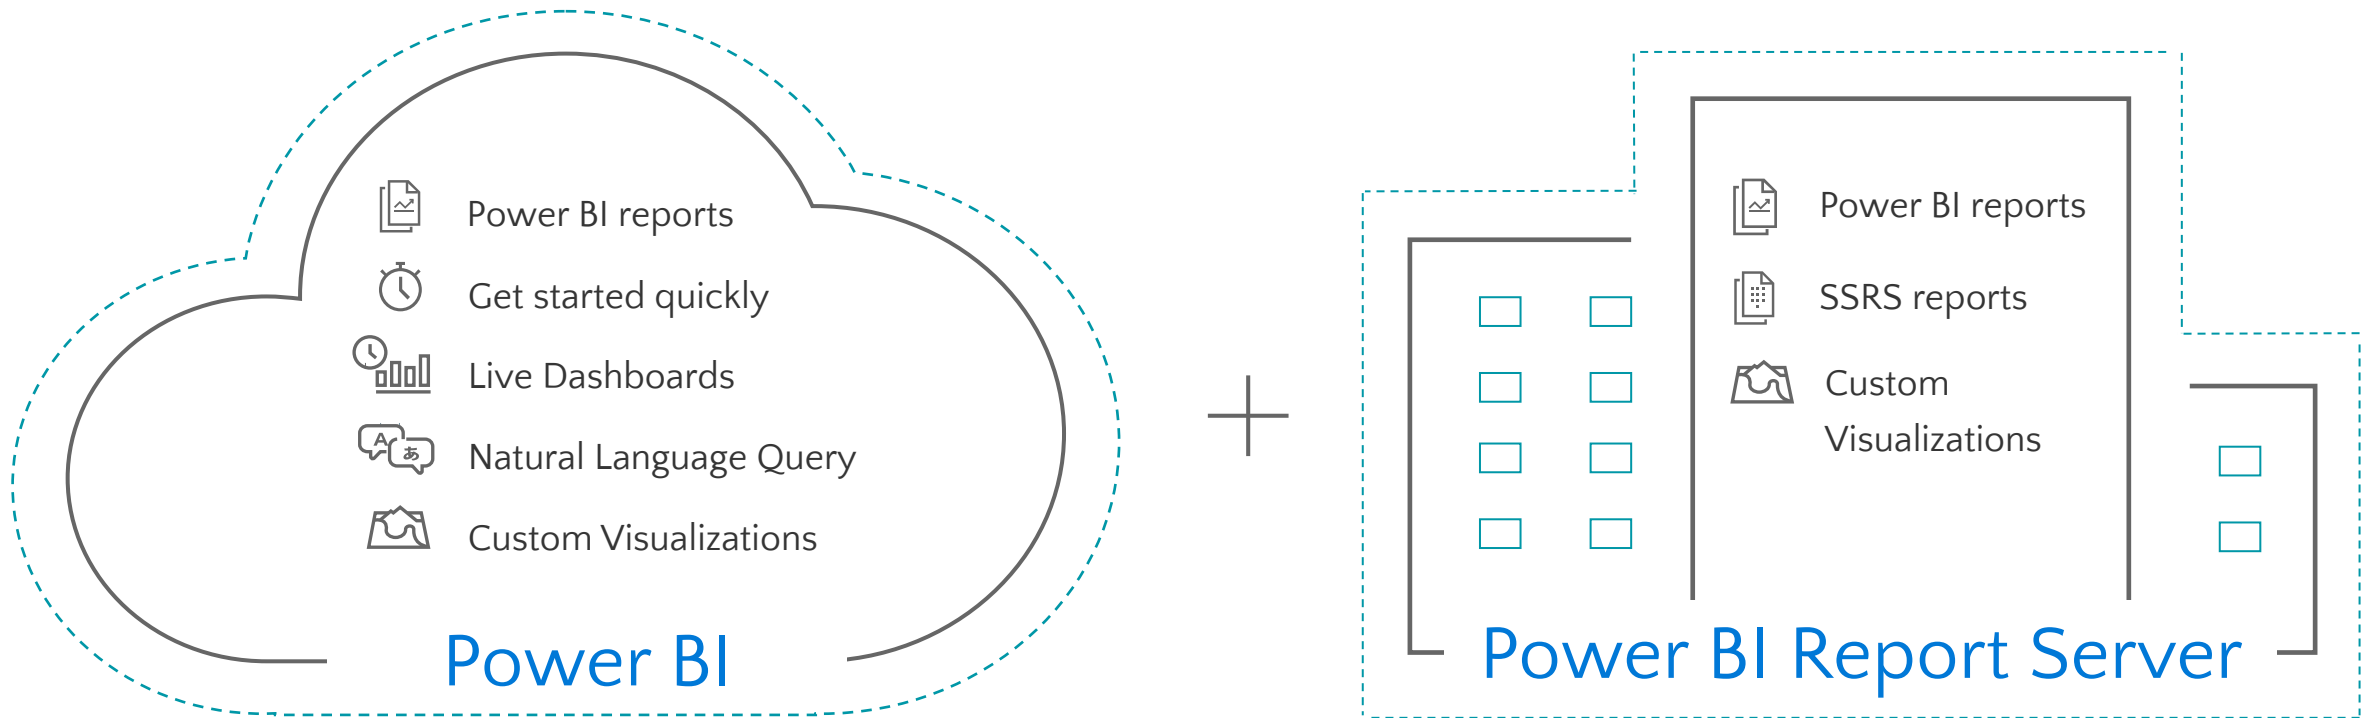 Power BI reports
Get started quickly
Live Dashboards
A あ
Natural Language Query
Custom Visualizations
Power BI
Power BI reports
SSRS reports
Custom
Visualizations
Power BI Report Server